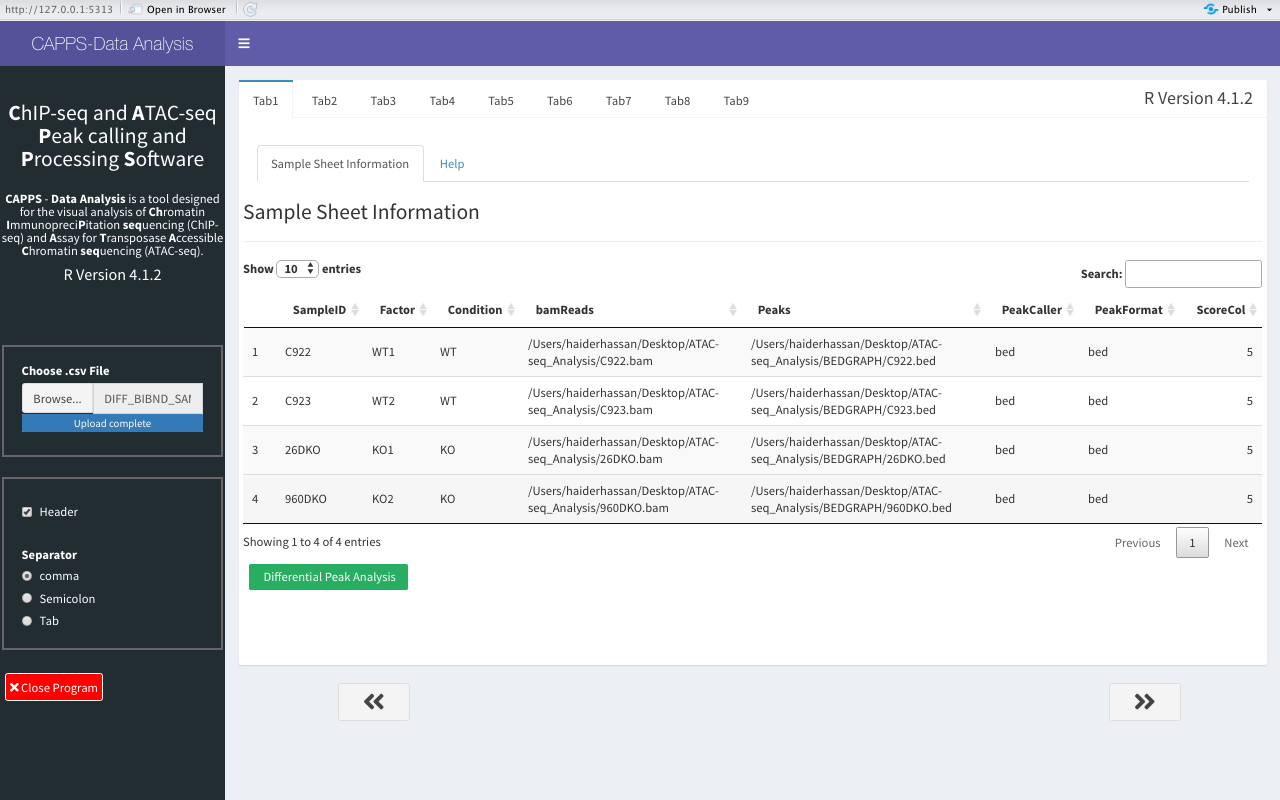 http://127.0.0.1:5313
Open in Browser
Publish
CAPPS-Data Analysis
ChIP-seq and ATAC-seq
Peak calling and
Processing Software
CAPPS - Data Analysis is a tool designed
for the visual analysis of Chromatin
ImmunopreciPitation sequencing (ChIP-
seq) and Assay for Transposase Accessible
Chromatin sequencing (ATAC-seq).
R Version 4.1.2
Choose .csv File
Browse... DIFF_BIBND_SAM
Upload complete
Header
Separator
comma
Semicolon
Tab
Close Program
Tab1 Tab2 Tab3 Tab4 Tab5 Tab6 Tab7 Tab8 Tab9 R Version 4.1.2
Sample Sheet Information Help
Sample Sheet Information
Show 10 entries
Search:
SampleID Factor Condition bamReads Peaks PeakCaller PeakFormat ScoreCol
1 C922 WT1 WT /Users/haiderhassan/Desktop/ATAC- /Users/haiderhassan/Desktop/ATAC- bed bed 5
seq_Analysis/C922.bam seq_Analysis/BEDGRAPH/C922.bed
2 C923 WT2 WT /Users/haiderhassan/Desktop/ATAC- /Users/haiderhassan/Desktop/ATAC- bed bed 5
seq_Analysis/C923.bam seq_Analysis/BEDGRAPH/C923.bed
3 26DKO KO1 KO /Users/haiderhassan/Desktop/ATAC- /Users/haiderhassan/Desktop/ATAC- bed bed 5
seq_Analysis/26DKO.bam seq_Analysis/BEDGRAPH/26DKO.bed
4 960DKO KO2 KO /Users/haiderhassan/Desktop/ATAC- /Users/haiderhassan/Desktop/ATAC- bed bed 5
seq_Analysis/960DKO.bam seq_Analysis/BEDGRAPH/960DKO.bed
Showing 1 to 4 of 4 entries
Previous 1 Next
Differential Peak Analysis